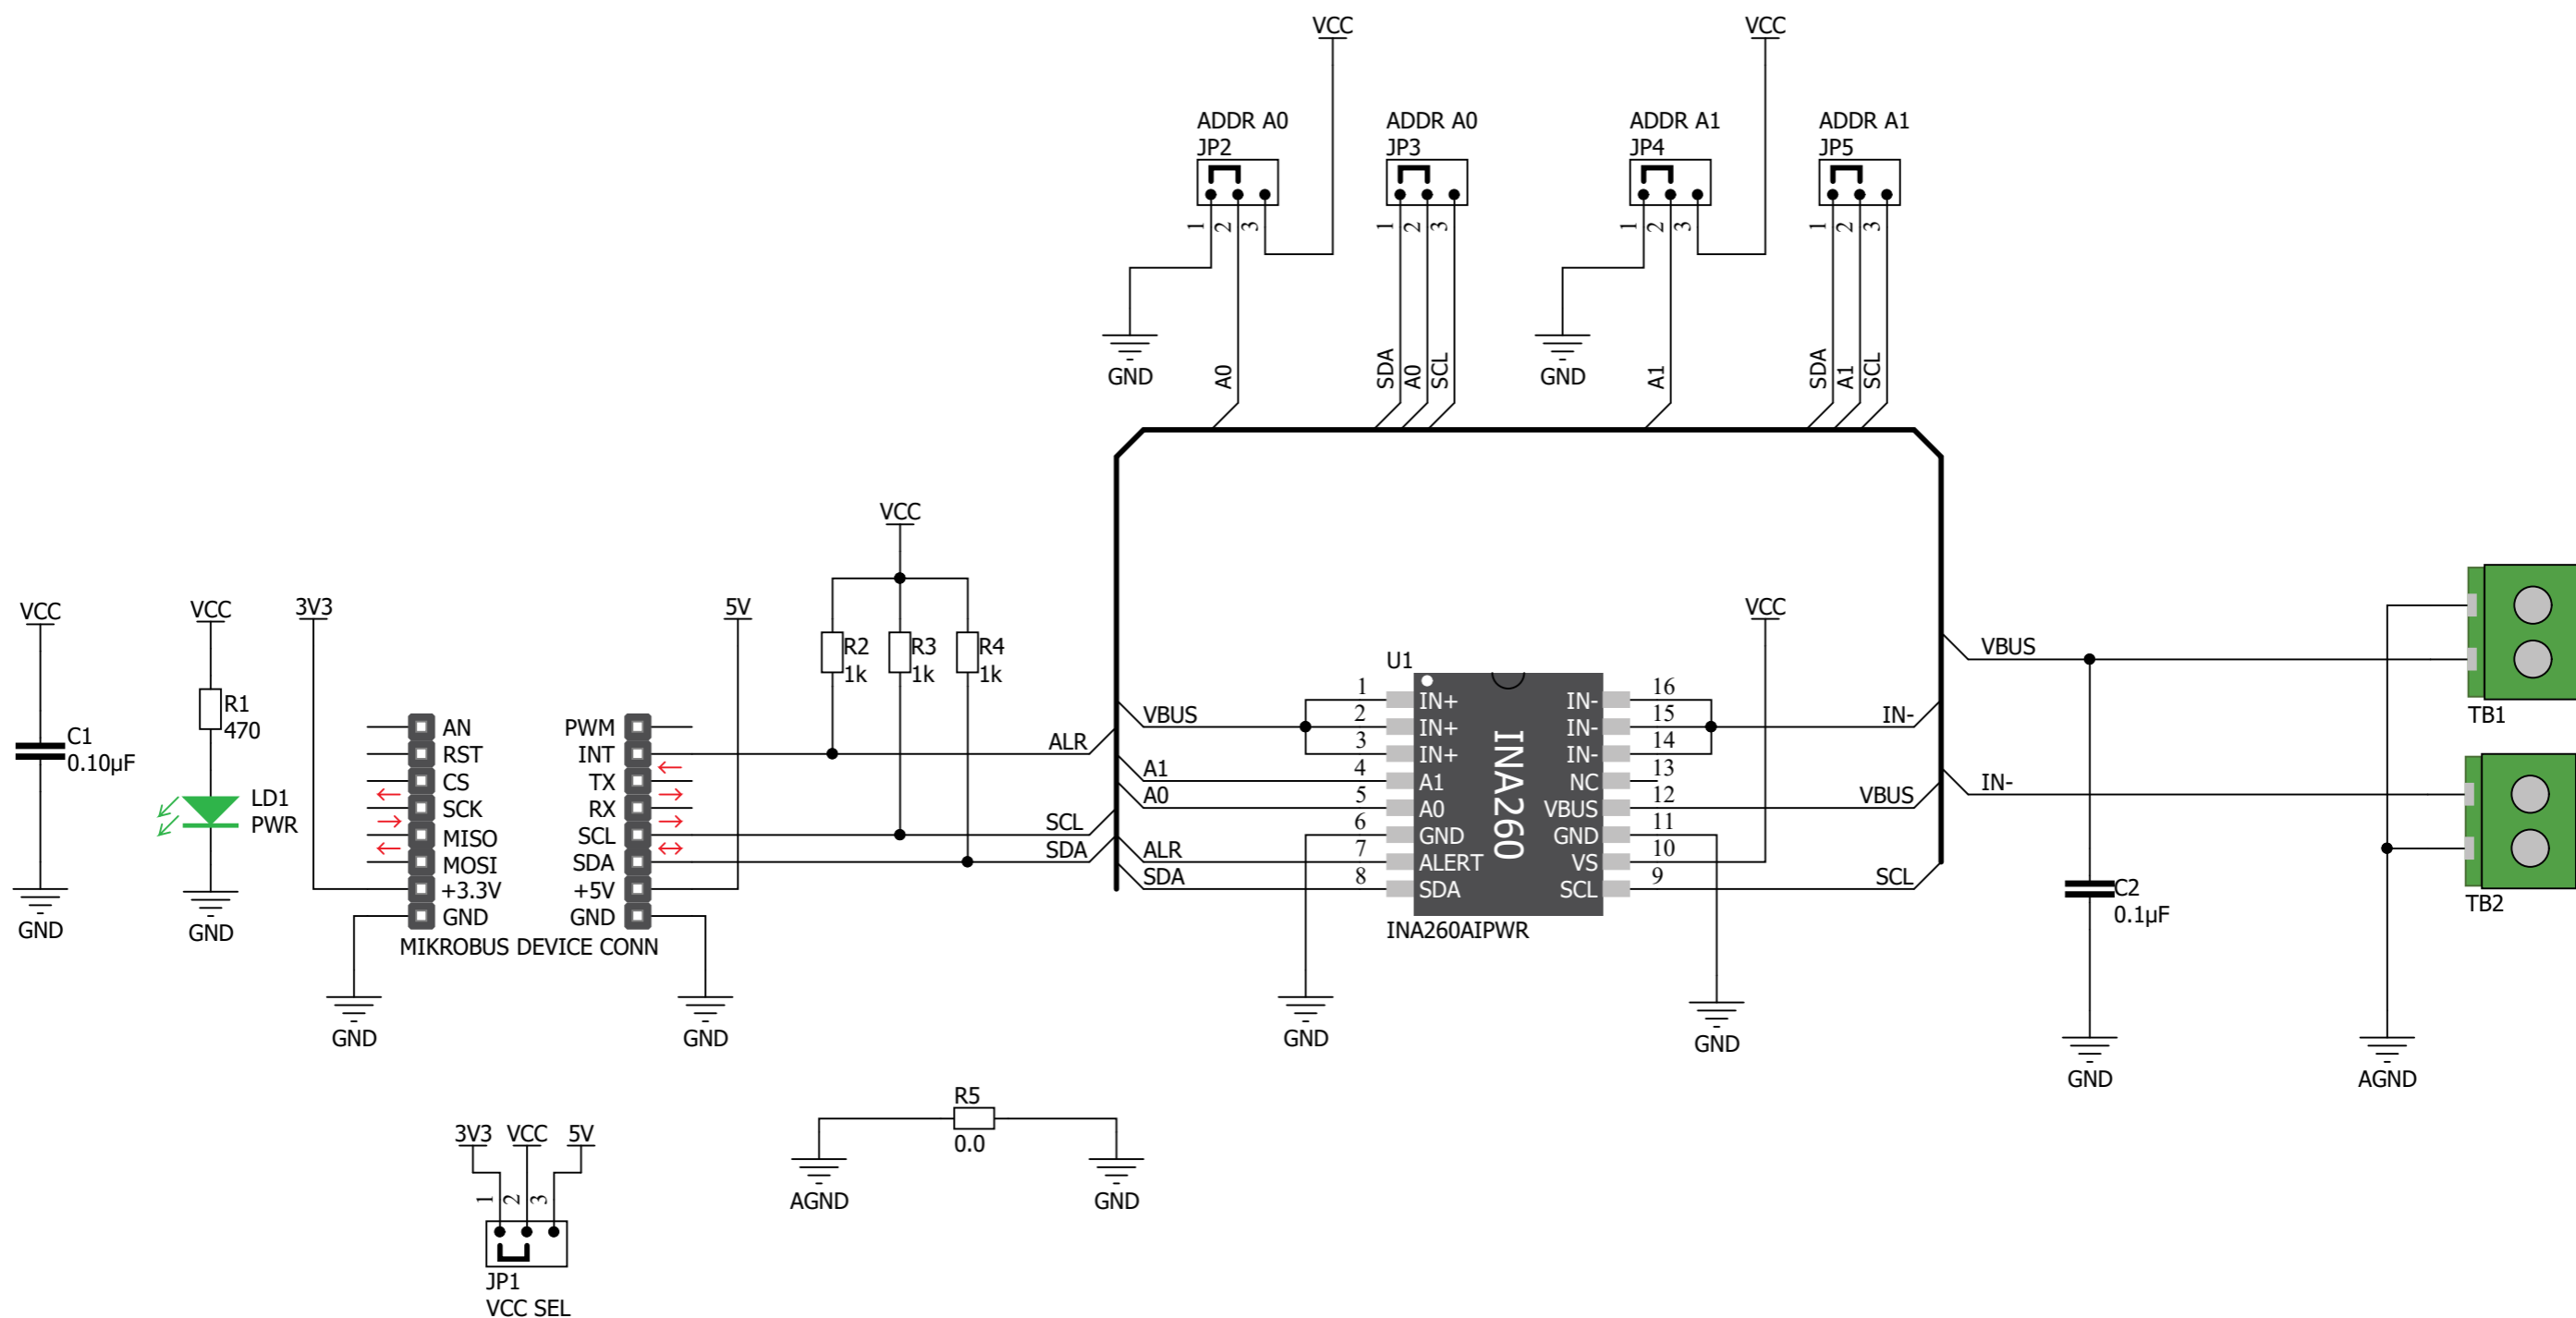 VCC
VCC
ADDR A0
JP2
ADDR A0
JP3
ADDR A1
JP4
ADDR A1
JP5
1 2 3
1 2 3
1 2 3
1 2 3
GND
A0
SDA A0 SCL
GND
A1
SDA A1 SCL
VCC
C1
0.10µF
GND
VCC
R1
470
LD1
PWR
GND
3V3
AN
RST
CS
SCK
MISO
MOSI
+3.3V
GND
PWM
INT
TX
RX
SCL
SDA
+5V
GND
MIKROBUS DEVICE CONN
GND
GND
5V
VCC
R2
1k
R3
1k
R4
1k
ALR
SCL
SDA
VBUS
A1
A0
ALR
SDA
GND
U1
1 IN+
2 IN+
3 IN+
4 A1
5 A0
6 GND
7 ALERT
8 SDA
INA260
IN- 16
IN- 15
IN- 14
NC 13
VBUS 12
GND 11
VS 10
SCL 9
INA260AIPWR
VCC
IN-
VBUS
SCL
GND
VBUS
IN-
C2
0.1µF
GND
TB1
TB2
AGND
R5
0.0
AGND
GND
3V3 VCC 5V
1 2 3
JP1
VCC SEL